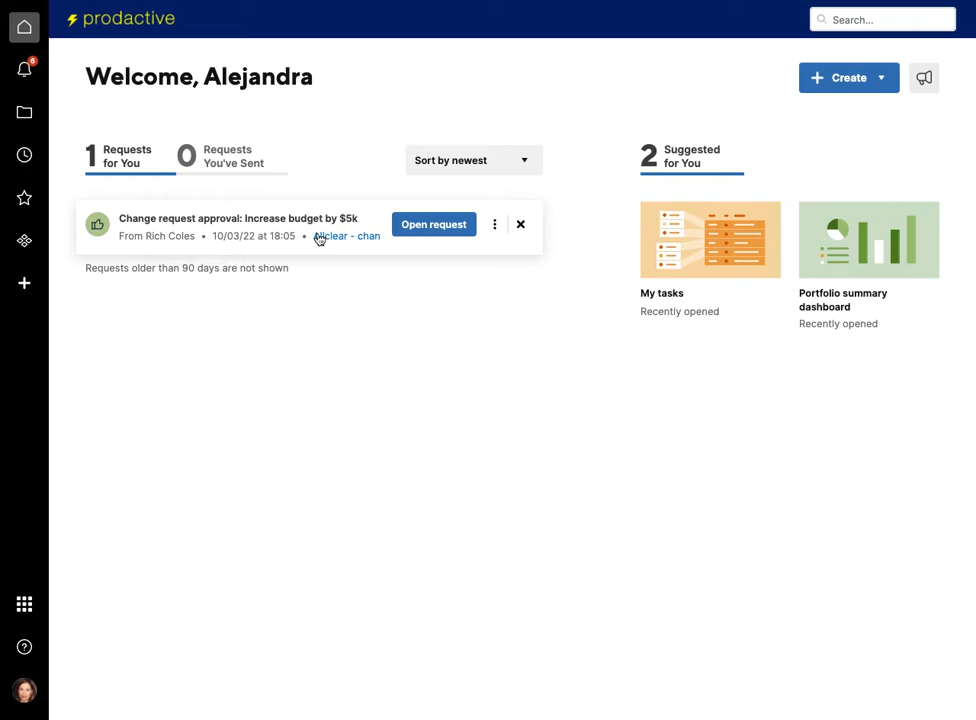 prodactive
Search...
6
Welcome, Alejandra
Create
1 Requests for You
0 Requests You've Sent
Sort by newest
2 Suggested for You
Change request approval: Increase budget by $5k
From Rich Coles • 10/03/22 at 18:05 • - chan
Open request
Requests older than 90 days are not shown
My tasks
Recently opened
Portfolio summary dashboard
Recently opened